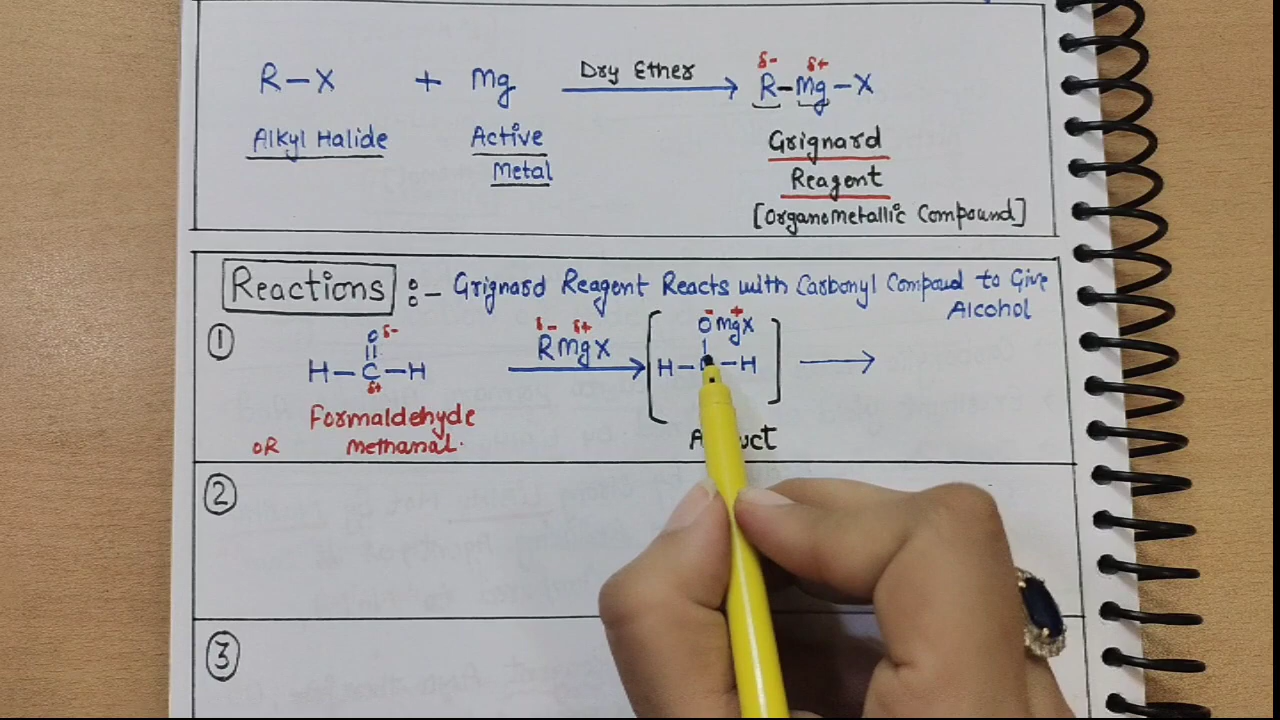 R-X + Mg Dry Ether R-Mg-X
δ- δ+
Alkyl Halide Active Grignard
Metal Reagent
[Organometallic Compound]
Reactions :- Grignard Reagent Reacts with Carbonyl Compound to Give
Alcohol
① O δ- δ- δ+ - +
RMgX OMgX
H-C-H H- -H
δ+
Formaldehyde
OR methanal.
②
③